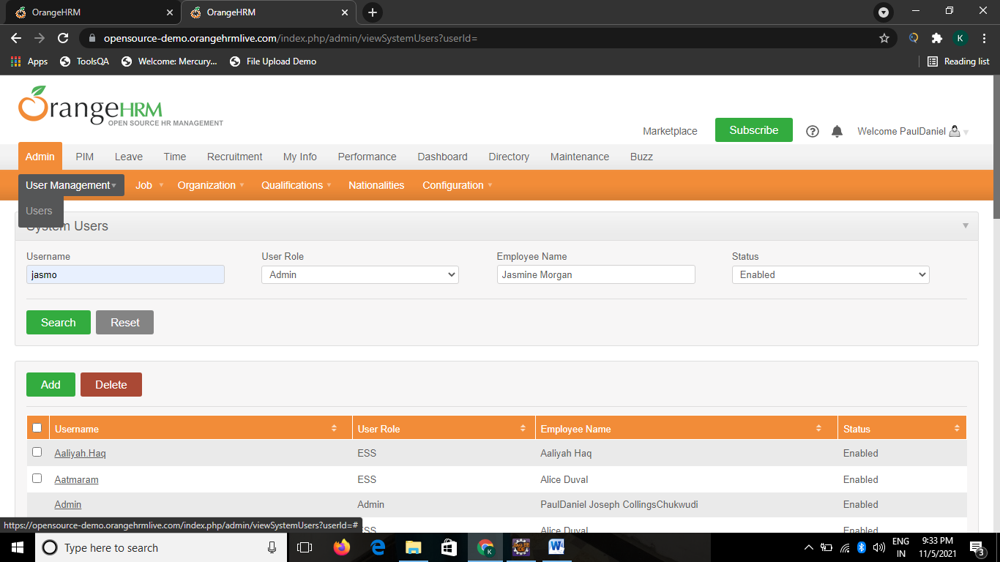 OrangeHRM
OrangeHRM
opensource-demo.orangehrmlive.com/index.php/admin/viewSystemUsers?userId=
K
Apps ToolsQA Welcome: Mercury... File Upload Demo Reading list
OrangeHRM
OPEN SOURCE HR MANAGEMENT
Marketplace Subscribe ? Welcome PaulDaniel
Admin PIM Leave Time Recruitment My Info Performance Dashboard Directory Maintenance Buzz
User Management Job Organization Qualifications Nationalities Configuration
Users
System Users
Username User Role Employee Name Status
jasmo Admin Jasmine Morgan Enabled
Search Reset
Add Delete
Username User Role Employee Name Status
Aaliyah.Haq ESS Aaliyah Haq Enabled
Aatmaram ESS Alice Duval Enabled
Admin Admin PaulDaniel Joseph CollingsChukwudi Enabled
ESS Alice Duval Enabled
https://opensource-demo.orangehrmlive.com/index.php/admin/viewSystemUsers?userId=#
Type here to search
ENG
IN
9:33 PM
11/5/2021
3